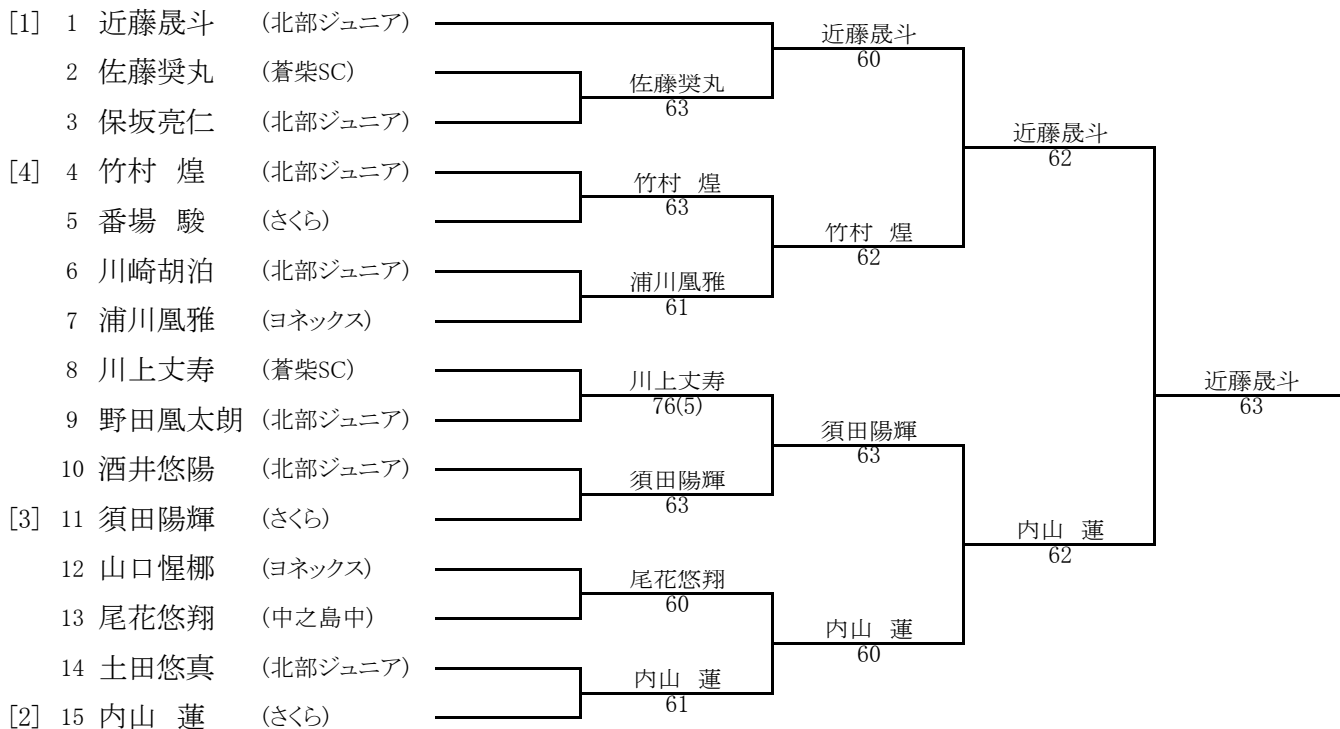 [1] 1 近藤晟斗 (北部ジュニア)
近藤晟斗
60
2 佐藤奨丸 (蒼柴SC)
佐藤奨丸
63
3 保坂亮仁 (北部ジュニア)
近藤晟斗
62
[4] 4 竹村 煌 (北部ジュニア)
竹村 煌
63
5 番場 駿 (さくら)
竹村 煌
62
6 川崎胡泊 (北部ジュニア)
浦川凰雅
61
7 浦川凰雅 (ヨネックス)
8 川上丈寿 (蒼柴SC)
川上丈寿
76(5)
近藤晟斗
63
9 野田凰太朗 (北部ジュニア)
須田陽輝
63
10 酒井悠陽 (北部ジュニア)
須田陽輝
63
[3] 11 須田陽輝 (さくら)
内山 蓮
62
12 山口惺梛 (ヨネックス)
尾花悠翔
60
13 尾花悠翔 (中之島中)
内山 蓮
60
14 土田悠真 (北部ジュニア)
内山 蓮
61
[2] 15 内山 蓮 (さくら)